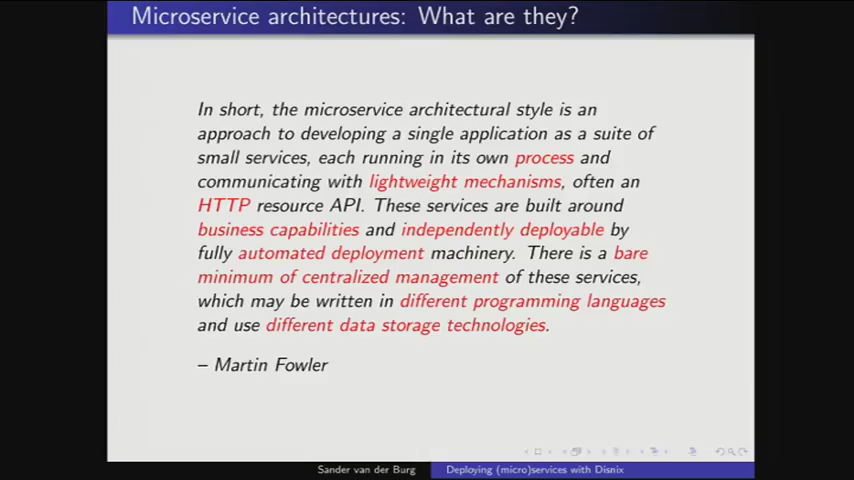 Microservice architectures: What are they?
In short, the microservice architectural style is an
approach to developing a single application as a suite of
small services, each running in its own process and
communicating with lightweight mechanisms, often an
HTTP resource API. These services are built around
business capabilities and independently deployable by
fully automated deployment machinery. There is a bare
minimum of centralized management of these services,
which may be written in different programming languages
and use different data storage technologies.
– Martin Fowler
Sander van der Burg
Deploying (micro)services with Disnix